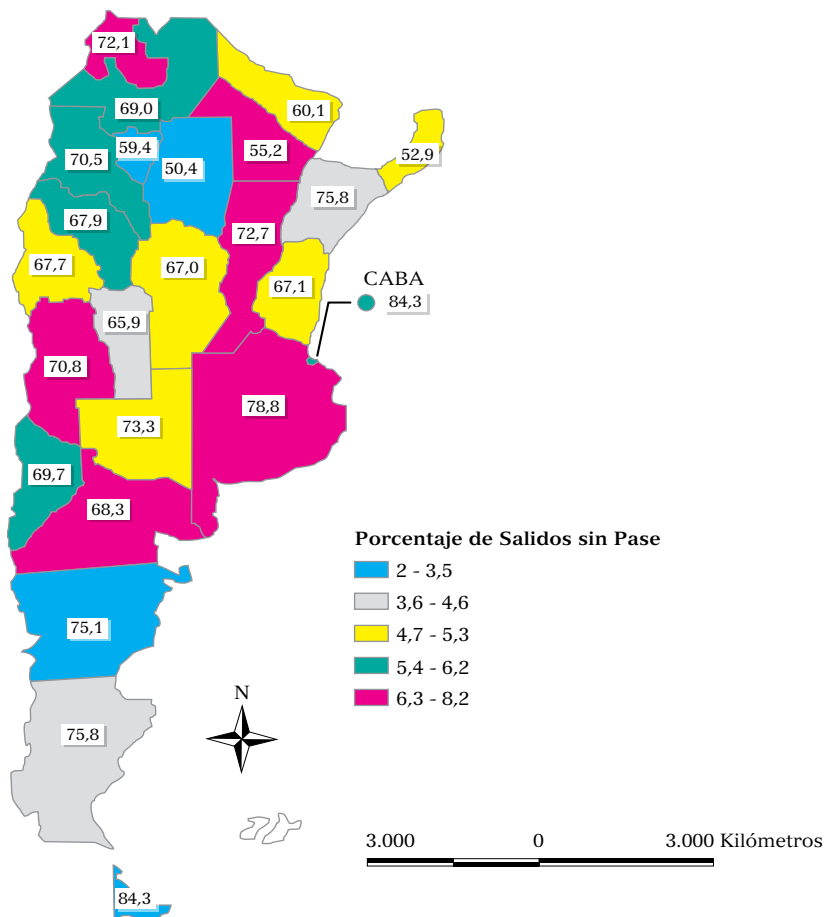 72,1
69,0
60,1
59,4
70,5
50,4
55,2
52,9
75,8
67,9
72,7
67,7
67,0
67,1
CABA
84,3
65,9
70,8
78,8
73,3
69,7
68,3
Porcentaje de Salidos sin Pase
2 - 3,5
3,6 - 4,6
4,7 - 5,3
5,4 - 6,2
6,3 - 8,2
75,1
N
75,8
3.000 0 3.000 Kilómetros
84,3